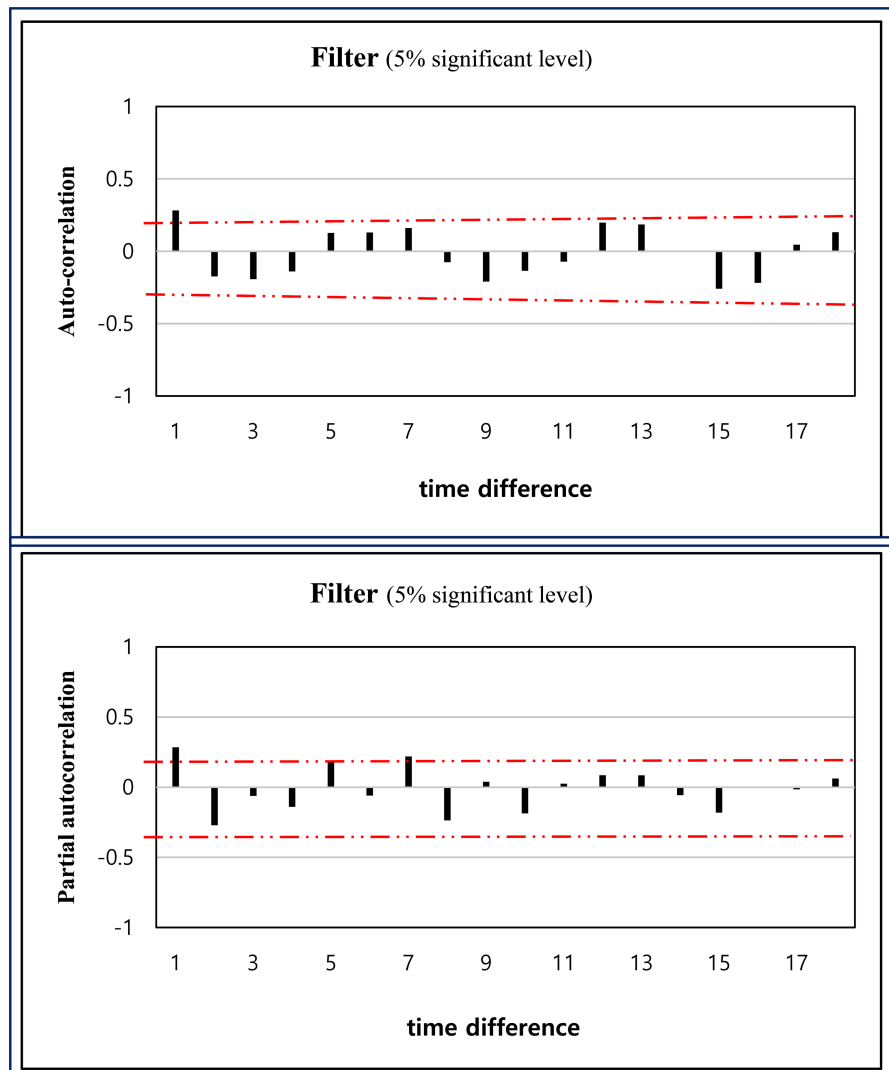 Filter (5% significant level)
Auto-correlation
1
0.5
0
-0.5
-1
1 3 5 7 9 11 13 15 17
time difference
Filter (5% significant level)
Partial autocorrelation
1
0.5
0
-0.5
-1
1 3 5 7 9 11 13 15 17
time difference